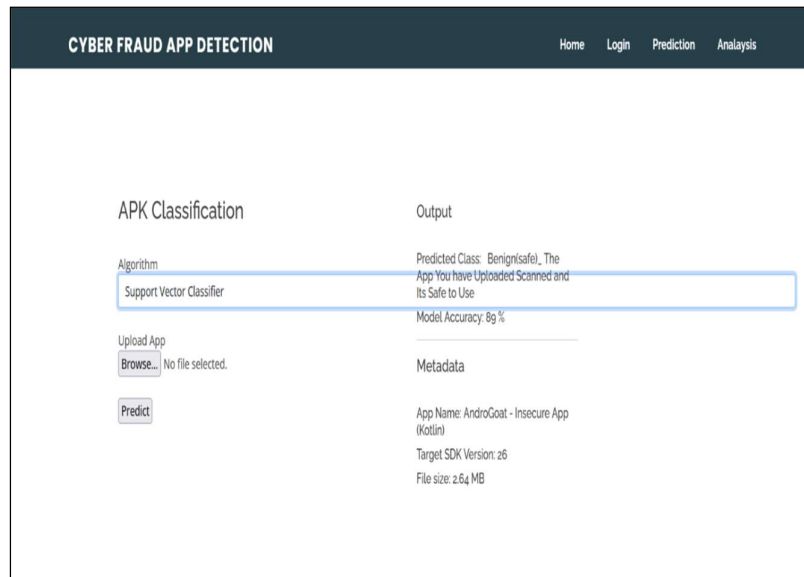 CYBER FRAUD APP DETECTION
Home Login Prediction Analaysis
APK Classification
Algorithm
Support Vector Classifier
Upload App
Browse... No file selected.
Predict
Output
Predicted Class: Benign(safe)_ The
App You have Uploaded Scanned and
Its Safe to Use
Model Accuracy: 89 %
Metadata
App Name: AndroGoat - Insecure App
(Kotlin)
Target SDK Version: 26
File size: 2.64 MB